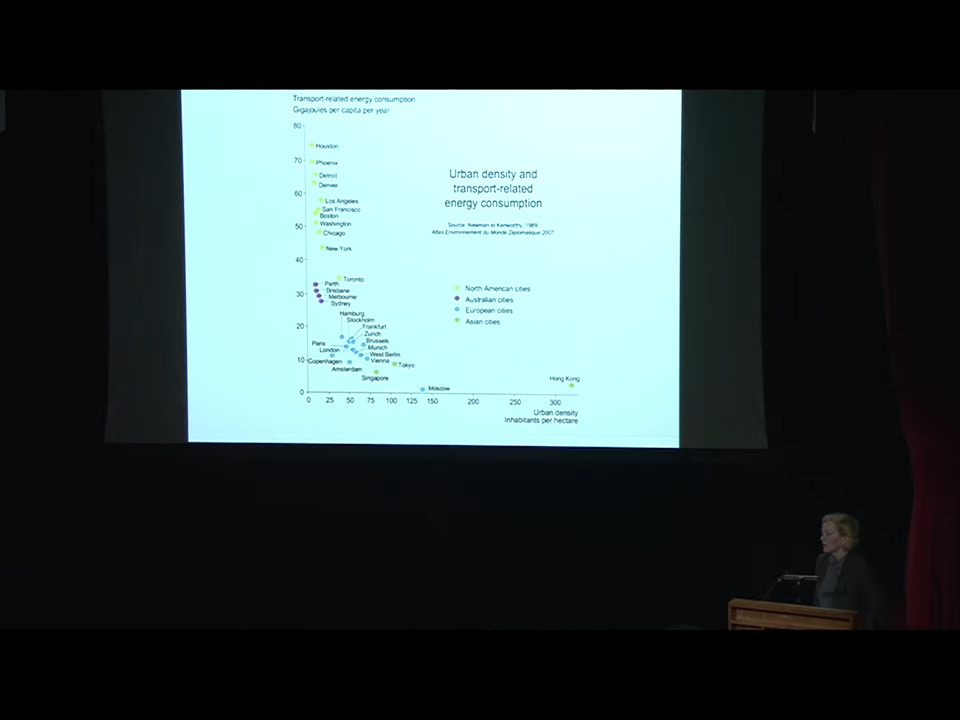 Transport-related energy consumption
Gigajoules per capita per year
80
Houston
70
Phoenix
Detroit
Denver
60
Los Angeles
San Francisco
Boston
50
Washington
Chicago
New York
40
Toronto
Perth
30
Brisbane
Melbourne
Sydney
Hamburg
Stockholm
20
Frankfurt
Zurich
Brussels
Paris
Munich
London
West Berlin
10
Copenhagen
Vienna
Amsterdam
Tokyo
Singapore
Moscow
Hong Kong
0
0 25 50 75 100 125 150 200 250 300
Urban density
Inhabitants per hectare
Urban density and
transport-related
energy consumption
Source: Newman et Kenworthy, 1989
Atlas Environnement du Monde Diplomatique 2007
North American cities
Australian cities
European cities
Asian cities